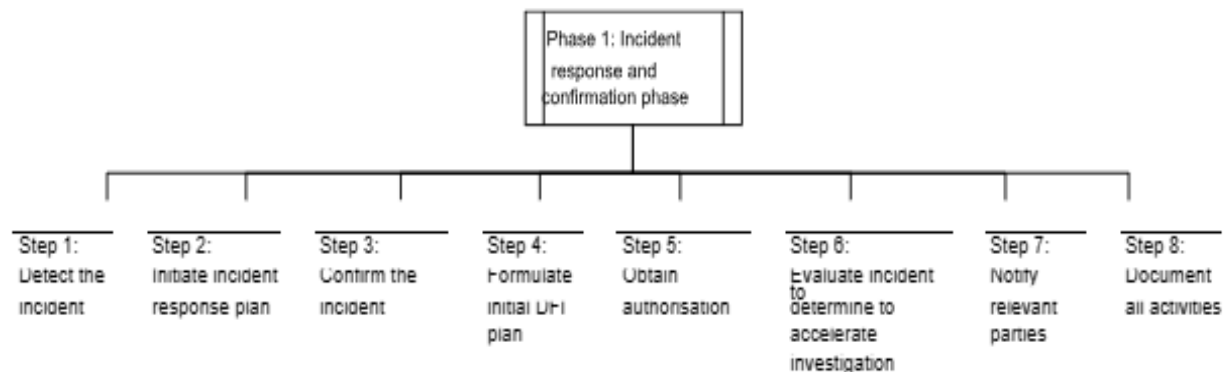 Phase 1: Incident
response and
confirmation phase
Step 1:
Detect the
incident
Step 2:
Initiate incident
response plan
Step 3:
Confirm the
incident
Step 4:
Formulate
initial DFI
plan
Step 5:
Obtain
authorisation
Step 6:
Evaluate incident
to
determine to
accelerate
investigation
Step 7:
Notify
relevant
parties
Step 8:
Document
all activities